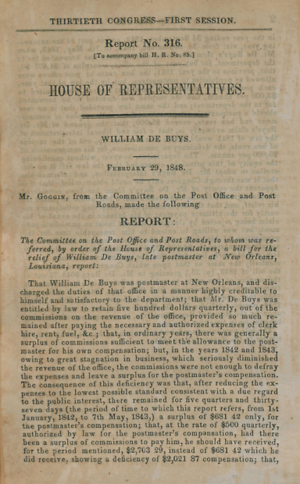 THIRTIETH CONGRESS—FIRST SESSION.
Report No. 316.
[To accompany bill H. R. No. 85.]
HOUSE OF REPRESENTATIVES.
WILLIAM DE BUYS.
FEBRUARY 29, 1848.
Mr. GOGGIN, from the Committee on the Post Office and Post
Roads, made the following
REPORT:
The Committee on the Post Office and Post Roads, to whom was re-
ferred, by order of the House of Representatives, a bill for the
relief of William De Buys, late postmaster at New Orleans,
Louisiana, report:
That William De Buys was postmaster at New Orleans, and dis-
charged the duties of that office in a manner highly creditable to
himself and satisfactory to the department; that Mr. De Buys was
entitled by law to retain five hundred dollars quarterly, out of the
commissions on the revenue of the office, provided so much re-
mained after paying the necessary and authorized expenses of clerk
hire, rent, fuel, &c.; that, in ordinary years, there was generally a
surplus of commissions sufficient to meet the allowance to the post-
master for his own compensation; but, in the years 1842 and 1843,
owing to great stagnation in business, which seriously diminished
the revenue of the office, the commissions were not enough to defray
the expenses and leave a surplus for the postmaster's compensation.
The consequence of this deficiency was that, after reducing the ex-
penses to the lowest possible standard consistent with a due regard
to the public interest, there remained for five quarters and thirty-
seven days (the period of time to which this report refers, from 1st
January, 1842, to 7th May, 1843,) a surplus of $681 42 only, for
the postmaster's compensation; that, at the rate of $500 quarterly,
authorized by law for the postmaster's compensation, had there
been a surplus of commissions to pay him, he should have received,
for the period mentioned, $2,703 29, instead of $681 42 which he
did receive, showing a deficiency of $2,021 87 compensation; that,